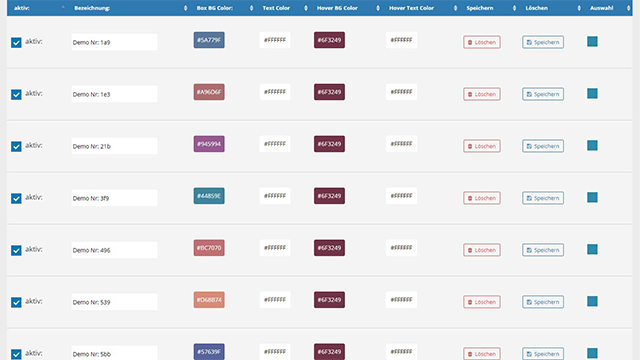 aktiv: Bezeichnung: Box BG Color: Text Color Hover BG Color Hover Text Color Speichern Löschen Auswahl
aktiv: Demo Nr: 1a9 #5A779F #FFFFFF #6F3249 #FFFFFF Löschen Speichern
aktiv: Demo Nr: 1e3 #A96D6F #FFFFFF #6F3249 #FFFFFF Löschen Speichern
aktiv: Demo Nr: 21b #945994 #FFFFFF #6F3249 #FFFFFF Löschen Speichern
aktiv: Demo Nr: 3f9 #44859E #FFFFFF #6F3249 #FFFFFF Löschen Speichern
aktiv: Demo Nr: 496 #BC7070 #FFFFFF #6F3249 #FFFFFF Löschen Speichern
aktiv: Demo Nr: 539 #D68B7A #FFFFFF #6F3249 #FFFFFF Löschen Speichern
aktiv: Demo Nr: 5bb #57639F #FFFFFF #6F3249 #FFFFFF Löschen Speichern